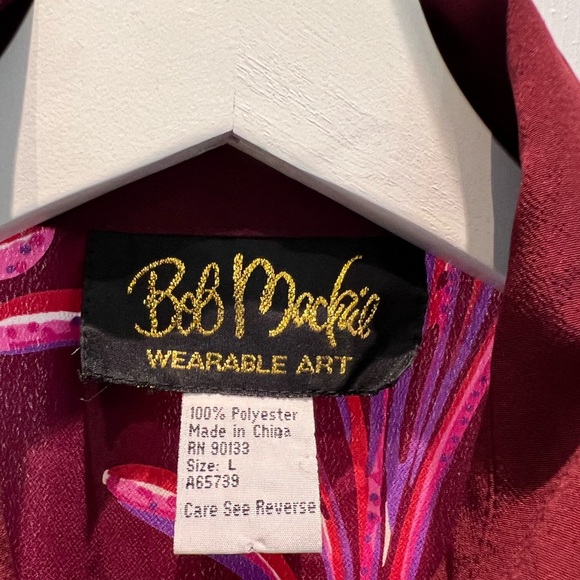 Bob Mackie
WEARABLE ART
100% Polyester
Made in China
RN 90133
Size: L
A65739
Care See Reverse